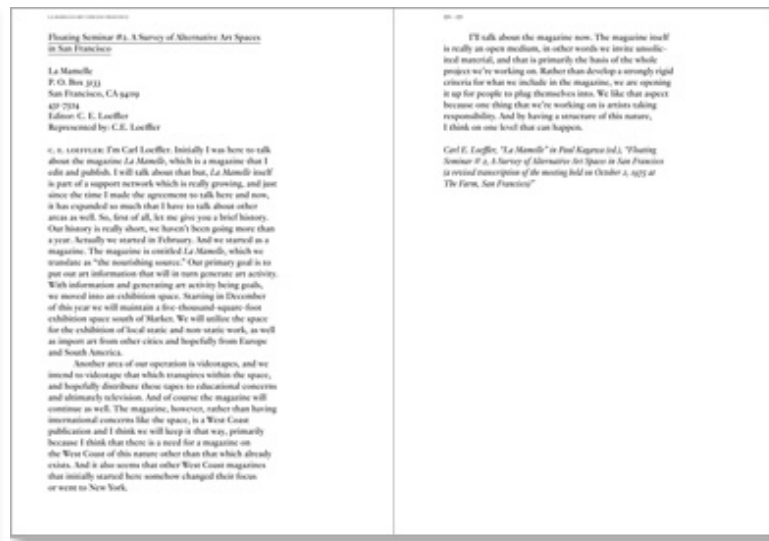 Floating Seminar #2. A Survey of Alternative Art Spaces
in San Francisco
La Mamelle
P. O. Box 3123
San Francisco, CA 94119
431-7524
Editor: C. E. Loeffler
Represented by: C.E. Loeffler
C. E. LOEFFLER: I'm Carl Loeffler. Initially I was here to talk
about the magazine La Mamelle, which is a magazine that I
edit and publish. I will talk about that but, La Mamelle itself
is part of a support network which is really growing, and just
since the time I made the agreement to talk here and now,
it has expanded so much that I have to talk about other
areas as well. So, first of all, let me give you a brief history.
Our history is really short, we haven't been going more than
a year. Actually we started in February. And we started as a
magazine. The magazine is entitled La Mamelle, which we
translate as "the nourishing source." Our primary goal is to
put out art information that will in turn generate art activity.
With information and generating art activity being goals,
we moved into an exhibition space. Starting in December
of this year we will maintain a five-thousand-square-foot
exhibition space south of Market. We will utilize the space
for the exhibition of local static and non-static work, as well
as import art from other cities and hopefully from Europe
and South America.
Another area of our operation is videotapes, and we
intend to videotape that which transpires within the space,
and hopefully distribute these tapes to educational concerns
and ultimately television. And of course the magazine will
continue as well. The magazine, however, rather than having
international concerns like the space, is a West Coast
publication and I think we will keep it that way, primarily
because I think that there is a need for a magazine on
the West Coast of this nature other than that which already
exists. And it also seems that other West Coast magazines
that initially started here somehow changed their focus
or went to New York.
I'll talk about the magazine now. The magazine itself
is really an open medium, in other words we invite unsolic-
ited material, and that is primarily the basis of the whole
project we're working on. Rather than develop a strongly rigid
criteria for what we include in the magazine, we are opening
it up for people to plug themselves into. We like that aspect
because one thing that we're working on is artists taking
responsibility. And by having a structure of this nature,
I think on one level that can happen.
Carl E. Loeffler, "La Mamelle" in Paul Kagawa (ed.), "Floating
Seminar # 2, A Survey of Alternative Art Spaces in San Francisco
(a revised transcription of the meeting held on October 2, 1975 at
The Farm, San Francisco)"